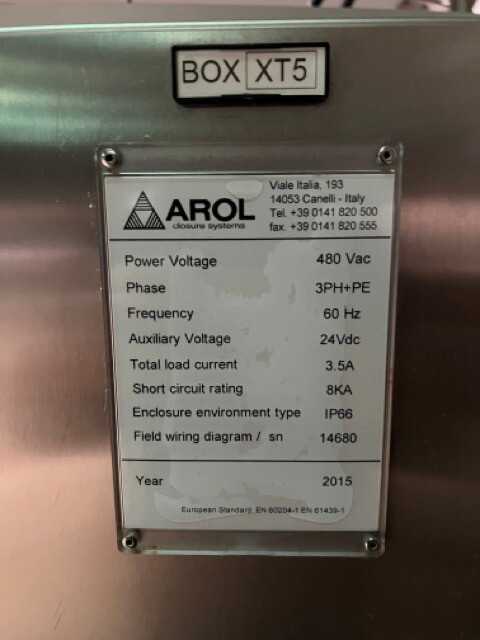 BOX XT5
AROL
closure systems
Viale Italia, 193
14053 Canelli - Italy
Tel. +39 0141 820 500
fax. +39 0141 820 555
Power Voltage 480 Vac
Phase 3PH+PE
Frequency 60 Hz
Auxiliary Voltage 24Vdc
Total load current 3.5A
Short circuit rating 8KA
Enclosure environment type IP66
Field wiring diagram / sn 14680
Year 2015
European Standard, EN 60204-1 EN 61439-1